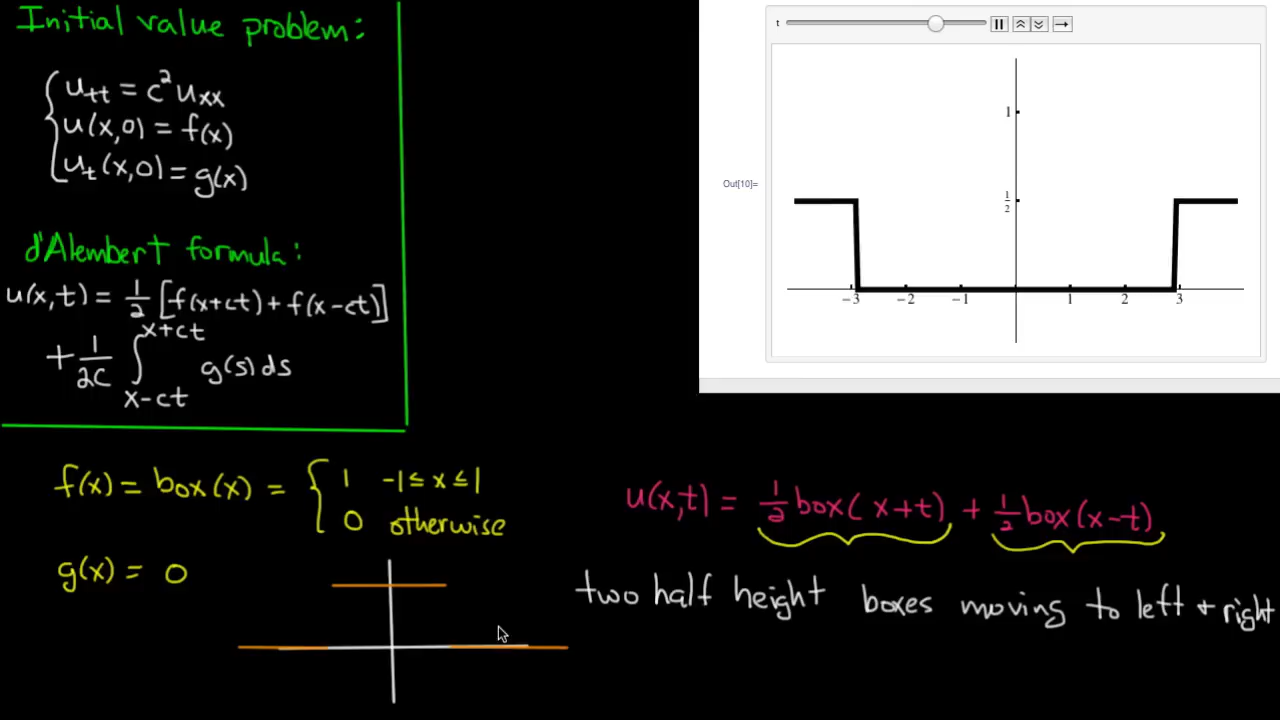 Initial value problem:
u_tt = c² u_xx
u(x,0) = f(x)
u_t(x,0) = g(x)
d'Alembert formula:
u(x,t) = 1/2 [f(x+ct) + f(x-ct)]
+ 1/2c ∫_{x-ct}^{x+ct} g(s) ds
t
Out[10]=
1
1/2
-3 -2 -1 1 2 3
f(x) = box(x) = { 1 -1 ≤ x ≤ 1
0 otherwise
g(x) = 0
u(x,t) = 1/2 box(x+t) + 1/2 box(x-t)
two half height boxes moving to left + right